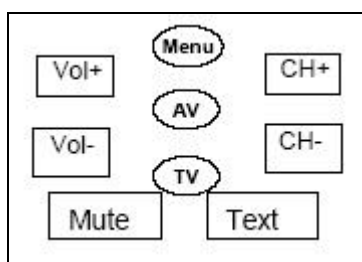 Menu
Vol+
CH+
AV
Vol-
CH-
TV
Mute
Text